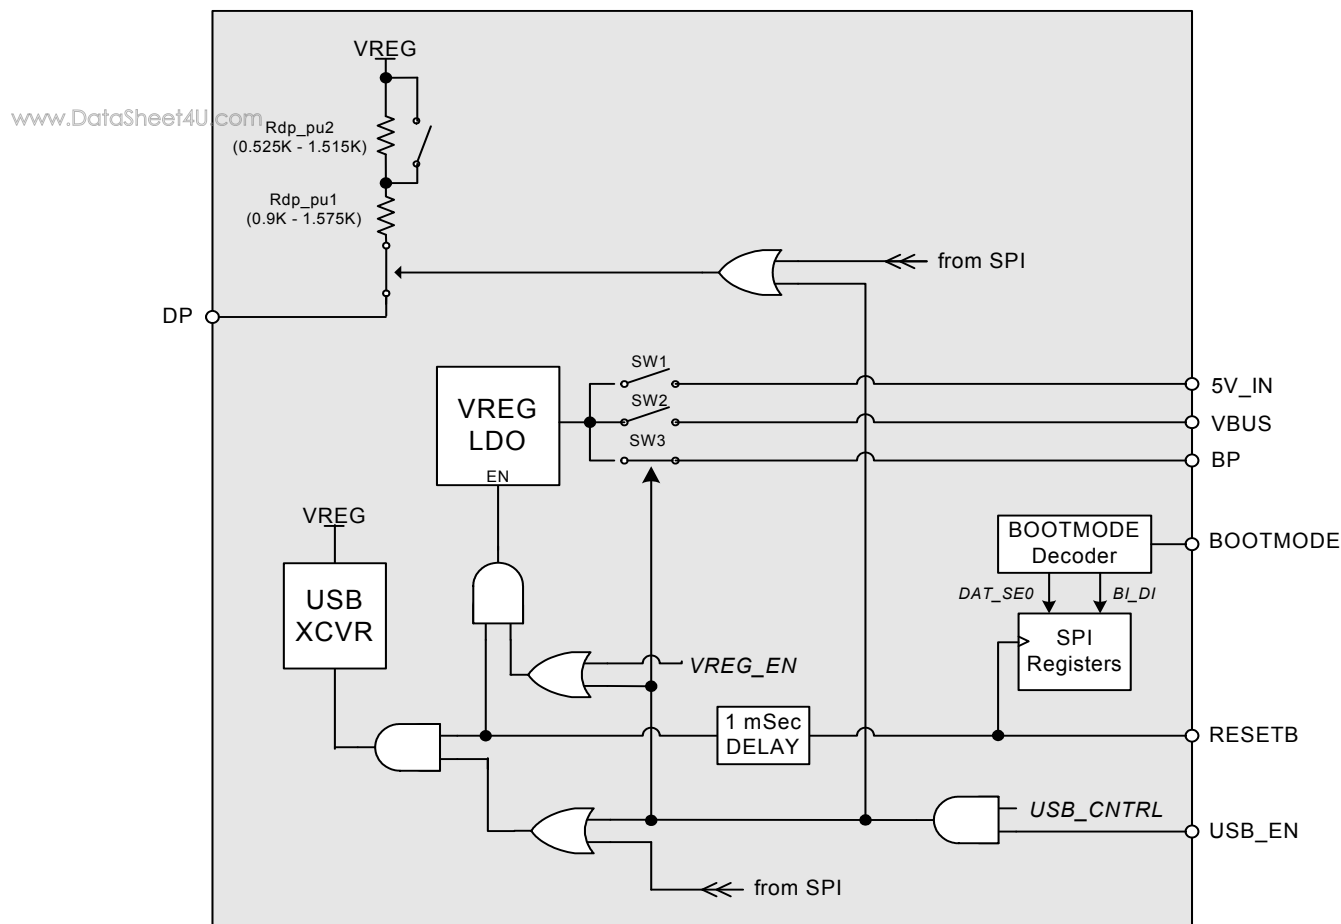 VREG
www.DataSheet4U.com
Rdp_pu2
(0.525K - 1.515K)
Rdp_pu1
(0.9K - 1.575K)
from SPI
DP
SW1
5V_IN
VREG
LDO
EN
SW2
VBUS
SW3
BP
VREG
BOOTMODE
Decoder
BOOTMODE
USB
XCVR
DAT_SE0
BI_DI
SPI
Registers
VREG_EN
1 mSec
DELAY
RESETB
USB_CNTRL
USB_EN
from SPI